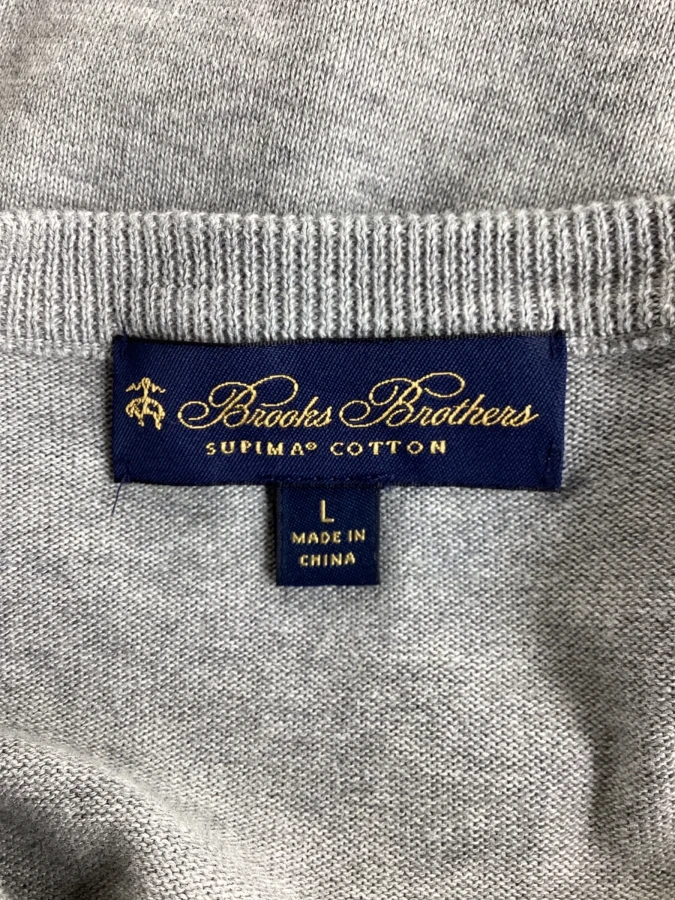 Brooks Brothers
SUPIMA® COTTON
L
MADE IN
CHINA